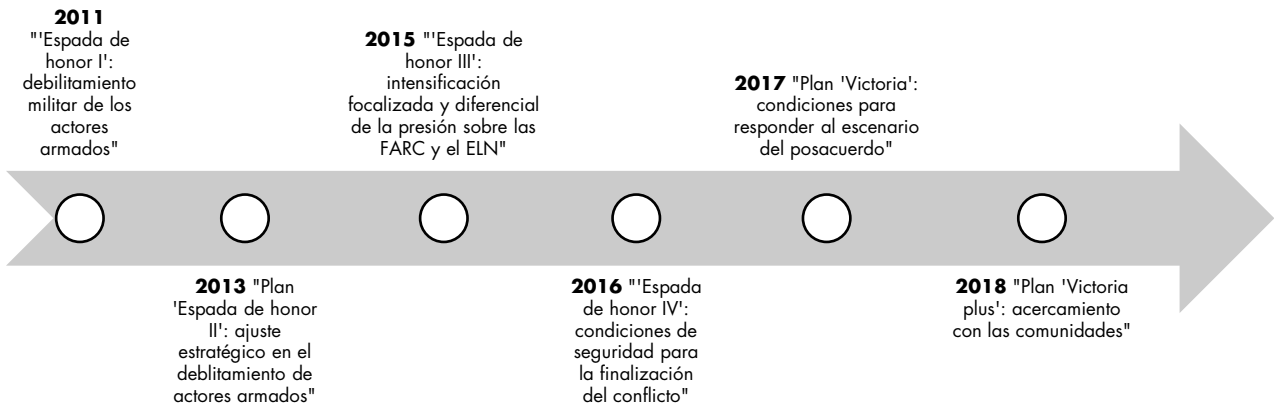 2011
"'Espada de
honor I':
debilitamiento
militar de los
actores
armados"
2013 "Plan
'Espada de honor
II': ajuste
estratégico en el
deblitamiento de
actores armados"
2015 "'Espada de
honor III':
intensificación
focalizada y diferencial
de la presión sobre las
FARC y el ELN"
2016 "'Espada
de honor IV':
condiciones de
seguridad para
la finalización
del conflicto"
2017 "Plan 'Victoria':
condiciones para
responder al escenario
del posacuerdo"
2018 "Plan 'Victoria
plus': acercamiento
con las comunidades"